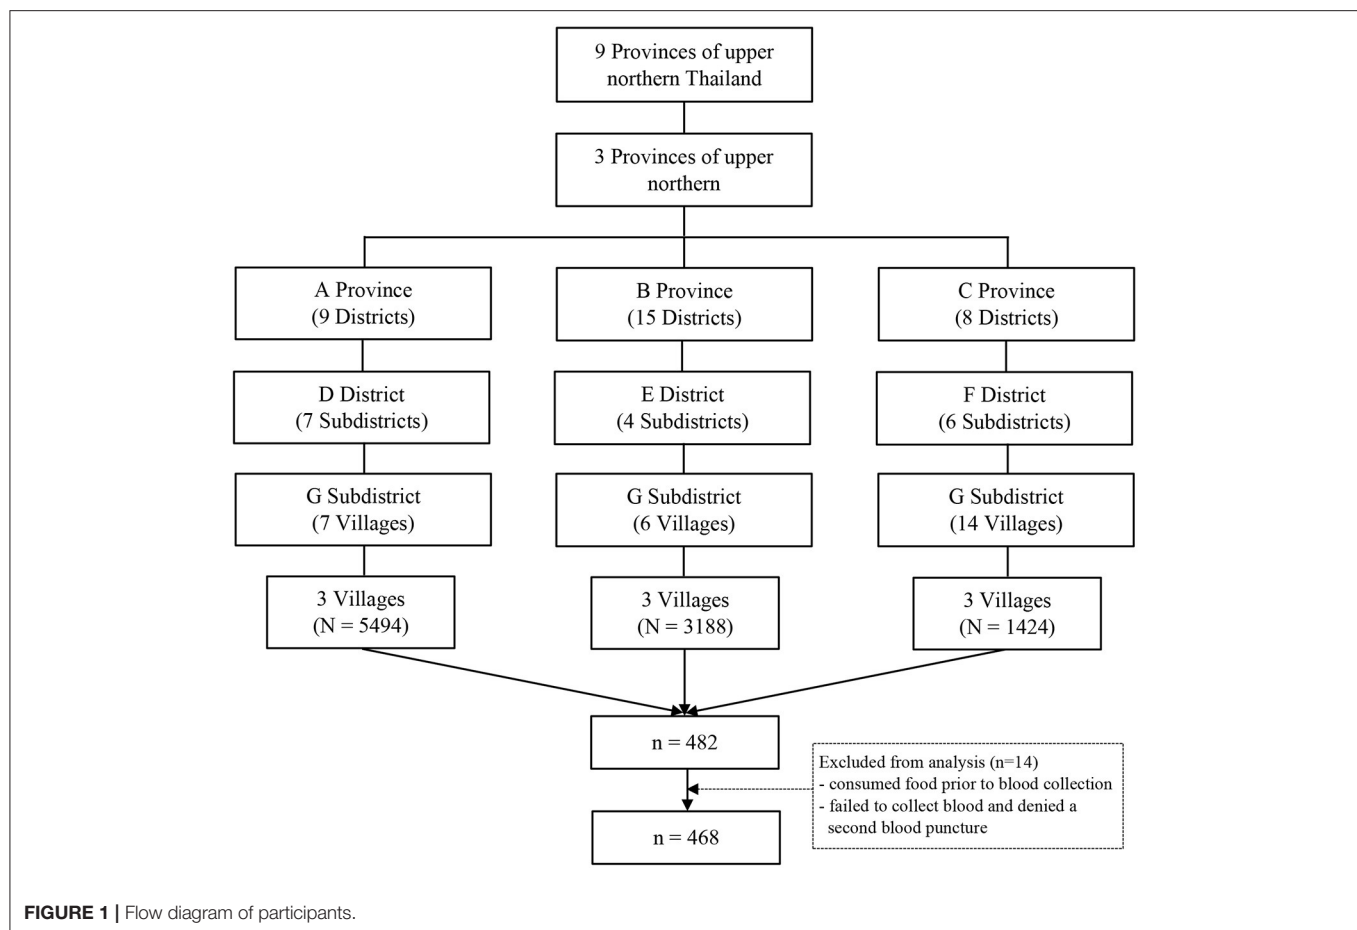 9 Provinces of upper
northern Thailand
3 Provinces of upper
northern
A Province
(9 Districts)
B Province
(15 Districts)
C Province
(8 Districts)
D District
(7 Subdistricts)
E District
(4 Subdistricts)
F District
(6 Subdistricts)
G Subdistrict
(7 Villages)
G Subdistrict
(6 Villages)
G Subdistrict
(14 Villages)
3 Villages
(N = 5494)
3 Villages
(N = 3188)
3 Villages
(N = 1424)
n = 482
Excluded from analysis (n=14)
- consumed food prior to blood collection
- failed to collect blood and denied a
second blood puncture
n = 468
FIGURE 1 | Flow diagram of participants.